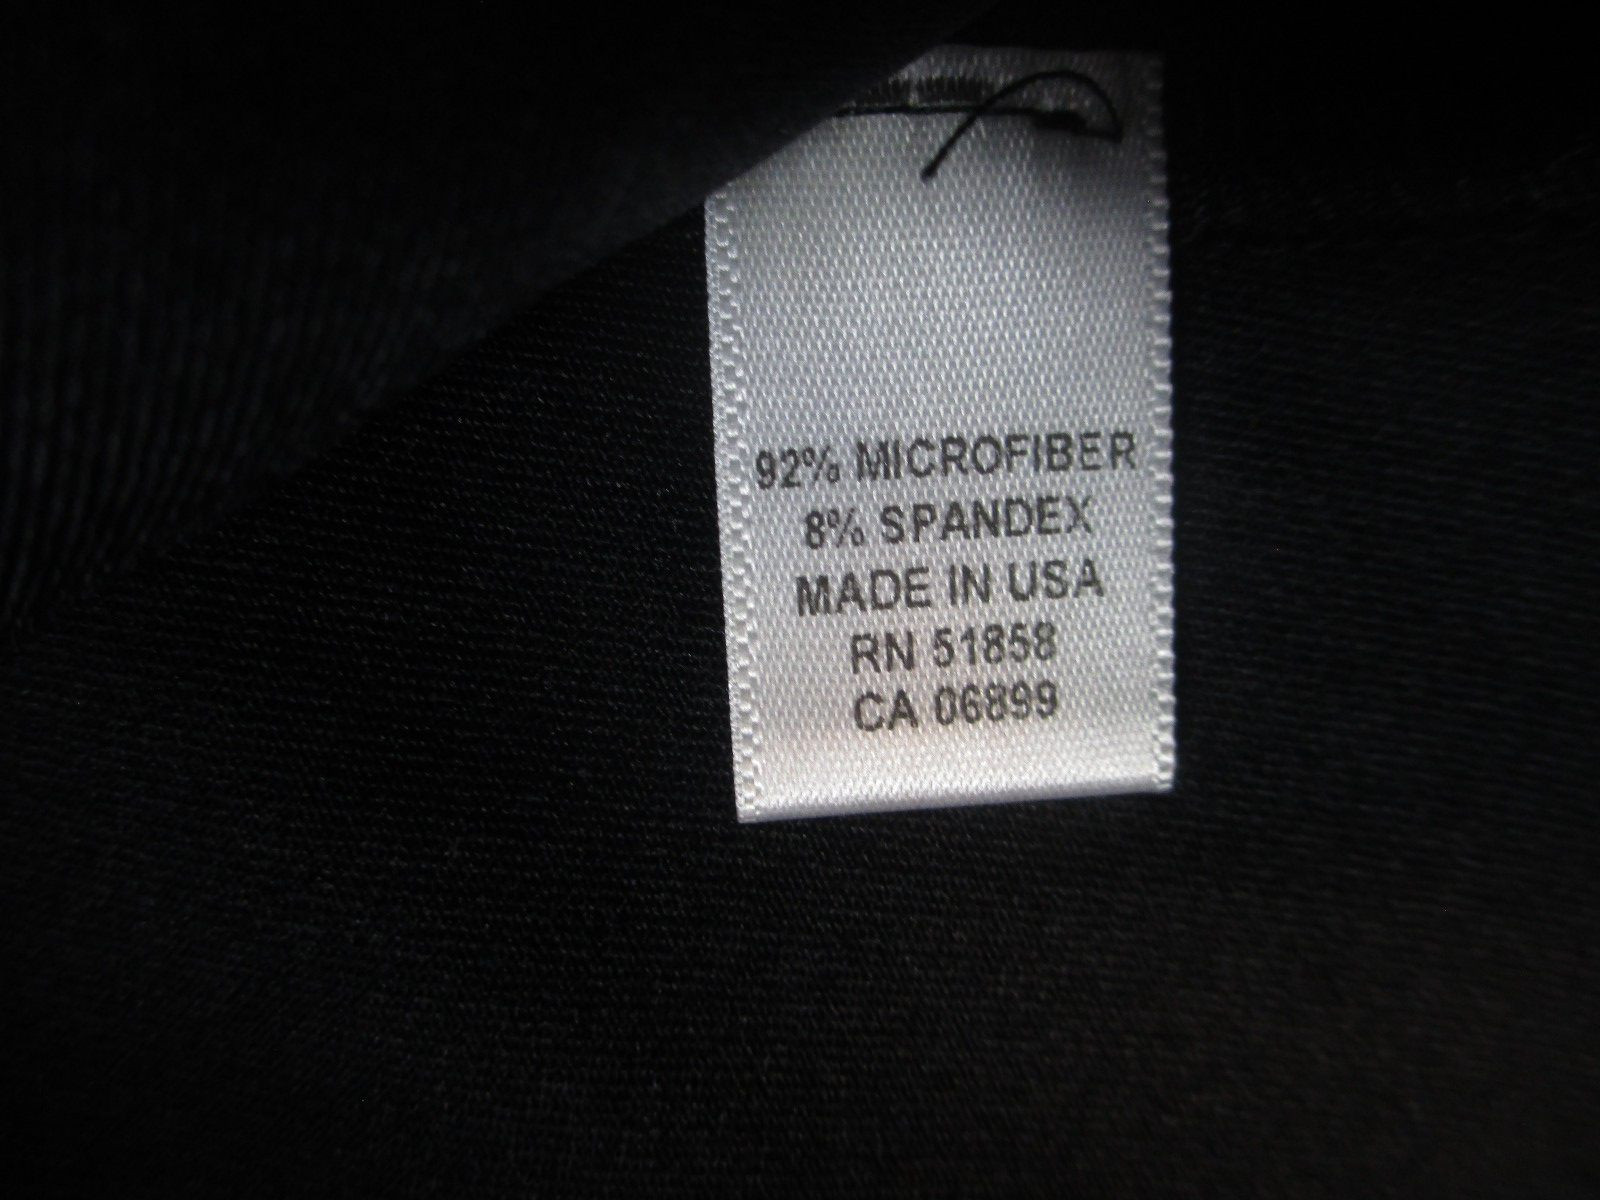 92% MICROFIBER
8% SPANDEX
MADE IN USA
RN 51858
CA 06899